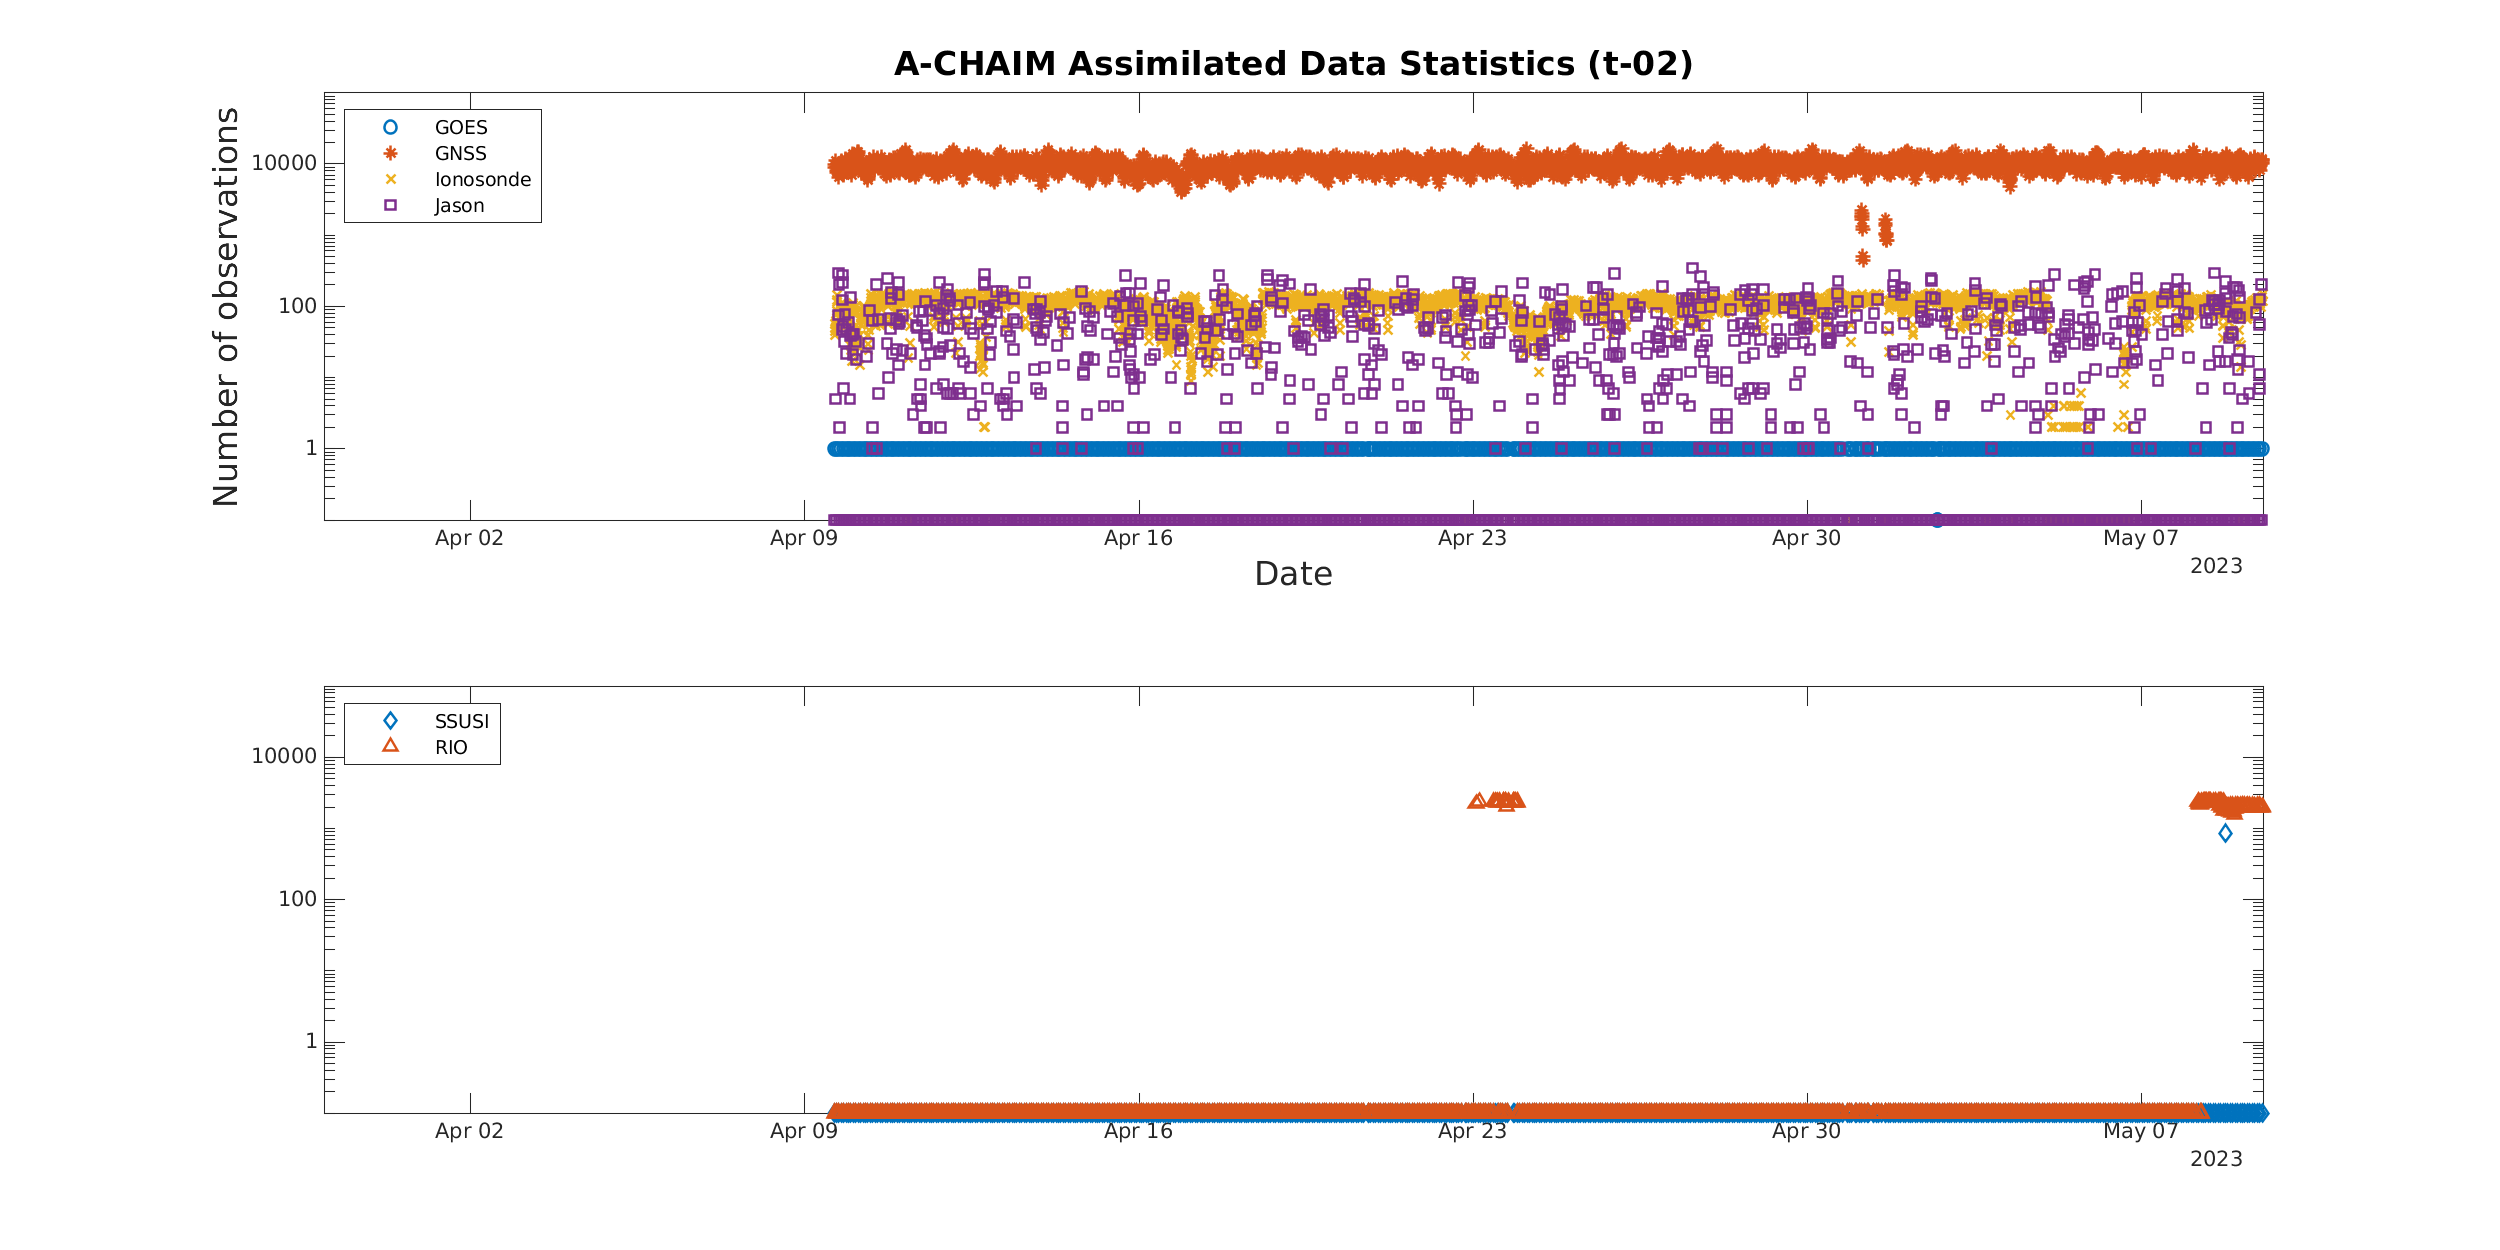 A-CHAIM Assimilated Data Statistics (t-02)
Number of observations
10000
100
1
GOES
GNSS
Ionosonde
Jason
Apr 02 Apr 09 Apr 16 Apr 23 Apr 30 May 07
2023
Date
10000
100
1
SSUSI
RIO
Apr 02 Apr 09 Apr 16 Apr 23 Apr 30 May 07
2023